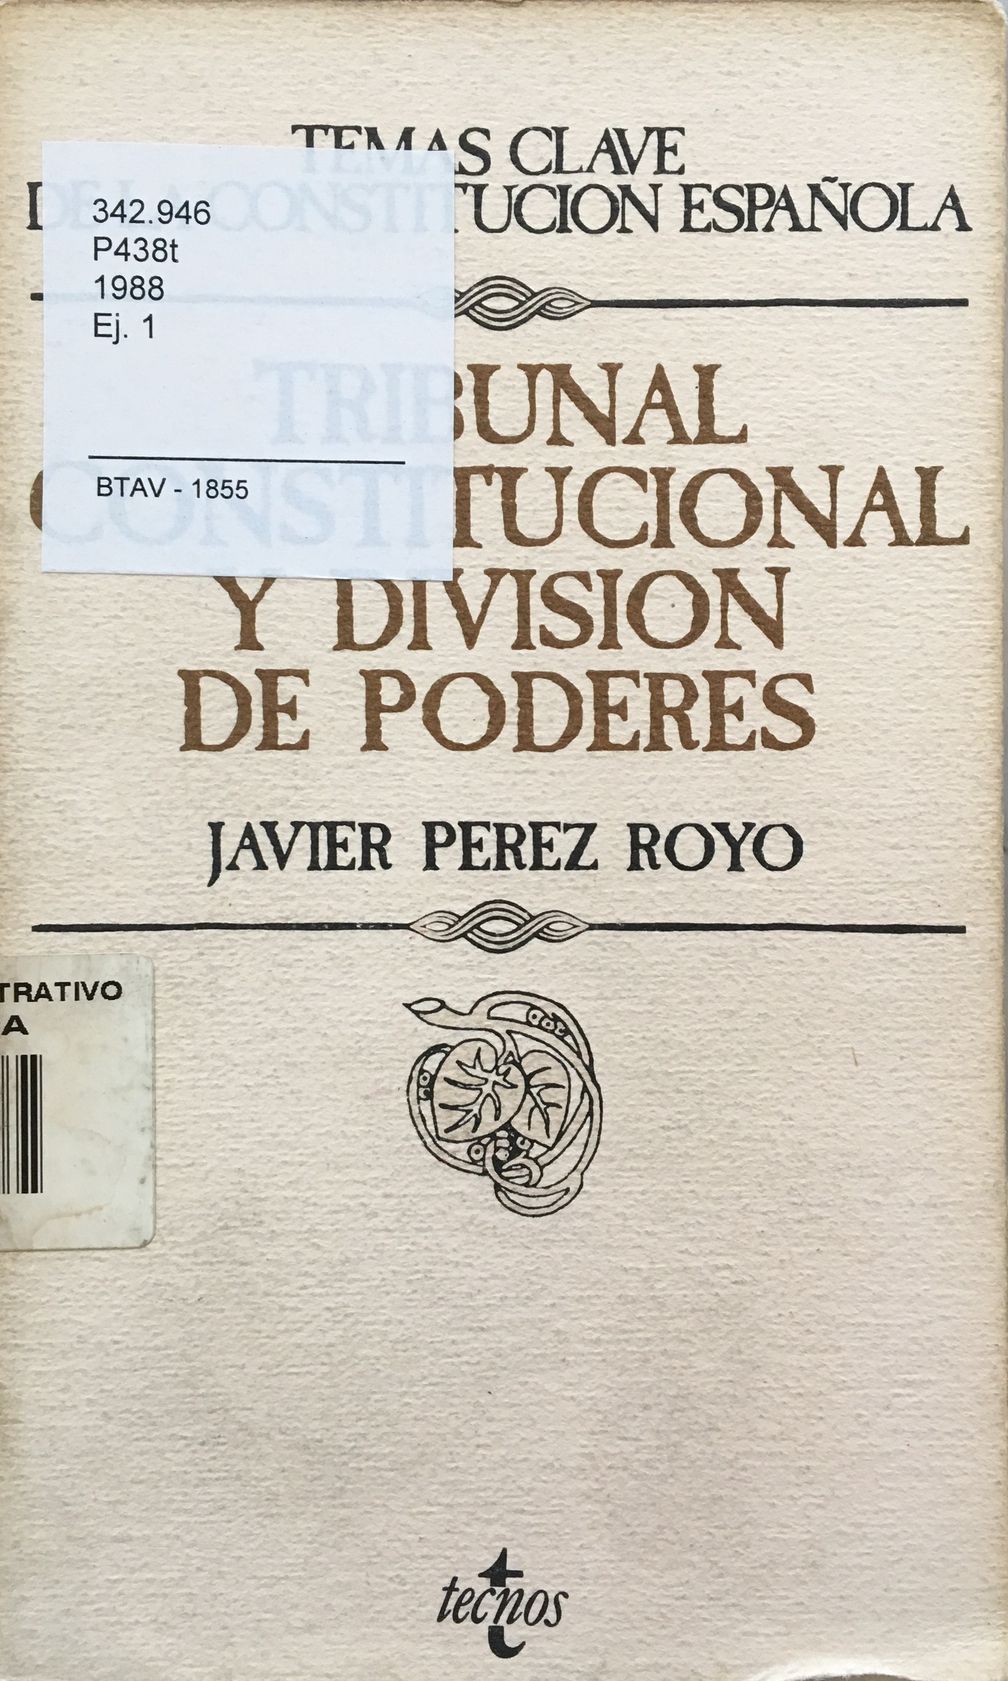 TEMAS CLAVE
DE LA CONSTITUCION ESPAÑOLA
342.946
P438t
1988
Ej. 1
BTAV - 1855
TRIBUNAL
CONSTITUCIONAL
Y DIVISION
DE PODERES
JAVIER PEREZ ROYO
TRATIVO
A
tecnos